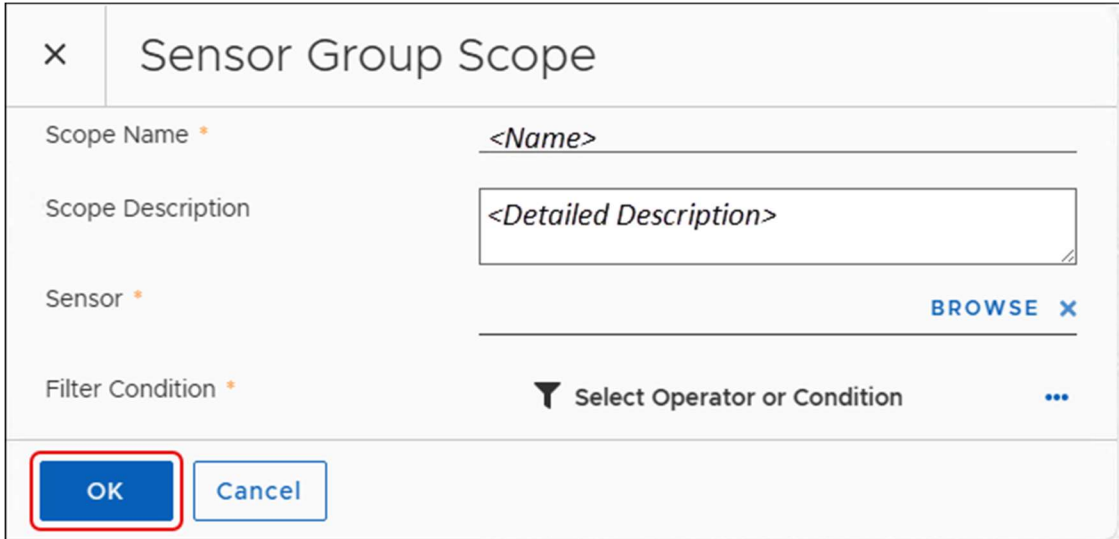 × Sensor Group Scope
Scope Name * <Name>
Scope Description <Detailed Description>
Sensor * BROWSE ×
Filter Condition * Select Operator or Condition •••
OK Cancel